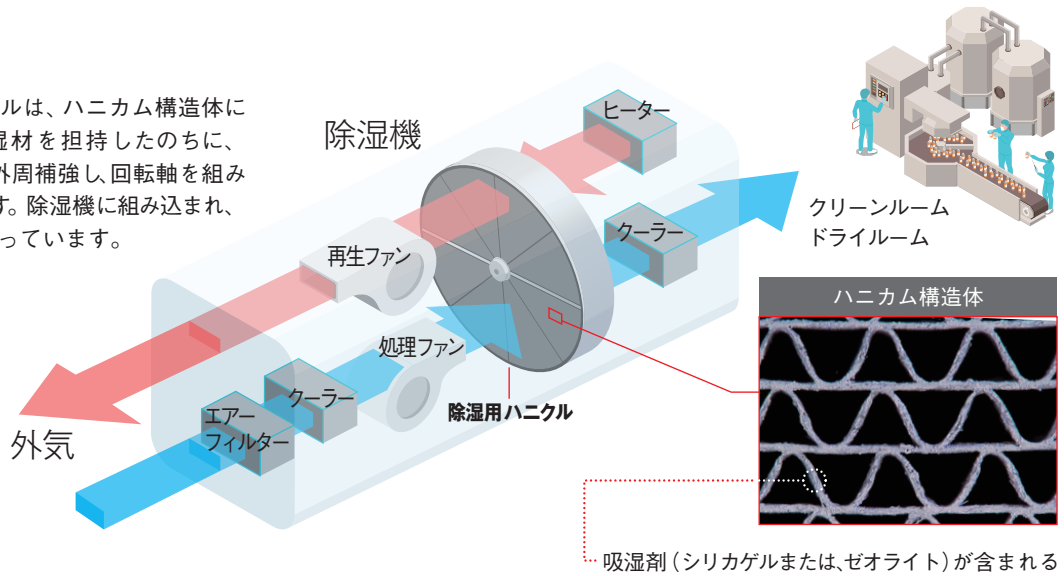 ルは、ハニカム構造体に
湿材を担持したのちに、
外周補強し、回転軸を組み
す。除湿機に組み込まれ、
っています。
除湿機
ヒーター
クーラー
クリーンルーム
ドライルーム
再生ファン
処理ファン
クーラー
エアー
フィルター
外気
除湿用ハニクル
ハニカム構造体
吸湿剤(シリカゲルまたは、ゼオライト)が含まれる